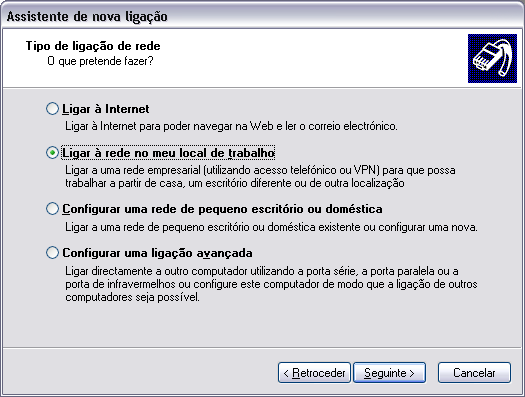 Assistente de nova ligação
Tipo de ligação de rede
O que pretende fazer?
Ligar à Internet
Ligar à Internet para poder navegar na Web e ler o correio electrónico.
Ligar à rede no meu local de trabalho
Ligar a uma rede empresarial (utilizando acesso telefónico ou VPN) para que possa
trabalhar a partir de casa, um escritório diferente ou de outra localização
Configurar uma rede de pequeno escritório ou doméstica
Ligar a uma rede de pequeno escritório ou doméstica existente ou configurar uma nova.
Configurar uma ligação avançada
Ligar directamente a outro computador utilizando a porta série, a porta paralela ou a
porta de infravermelhos ou configure este computador de modo que a ligação de outros
computadores seja possível.
< Retroceder
Seguinte >
Cancelar